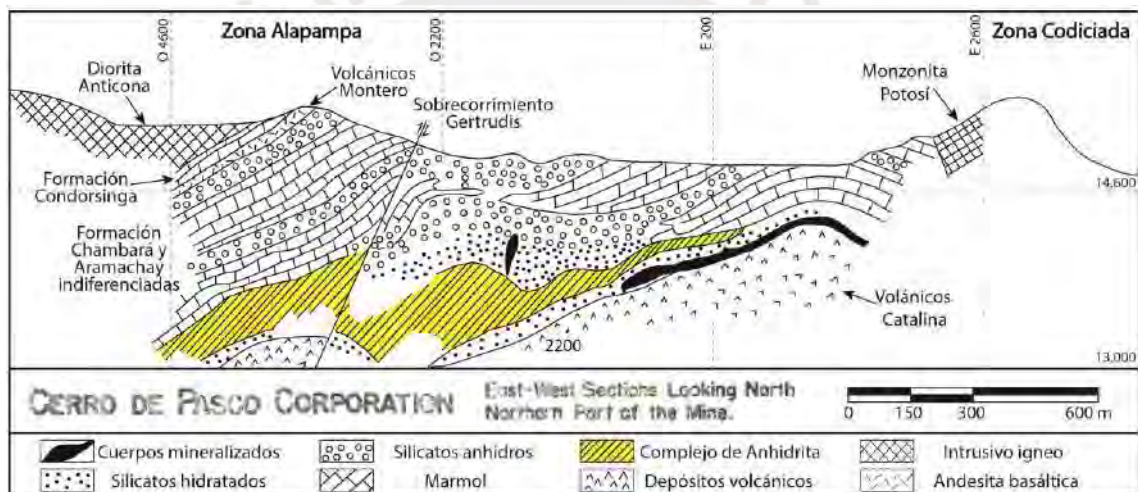 Zona Alapampa
Zona Codiciada
O 4600
O 2200
E 200
E 2600
Diorita
Anticona
Volcánicos
Montero
Sobrecorrimiento
Gertrudis
Monzonita
Potosí
Formación
Condorsinga
14,600
Formación
Chambará y
Aramachay
indiferenciadas
Volánicos
Catalina
2200
13,000
CERRO DE PASCO CORPORATION
East-West Sections Looking North
Northern Part of the Mine.
0 150 300 600 m
Cuerpos mineralizados
Silicatos anhidros
Complejo de Anhidrita
Intrusivo igneo
Silicatos hidratados
Marmol
Depósitos volcánicos
Andesita basáltica